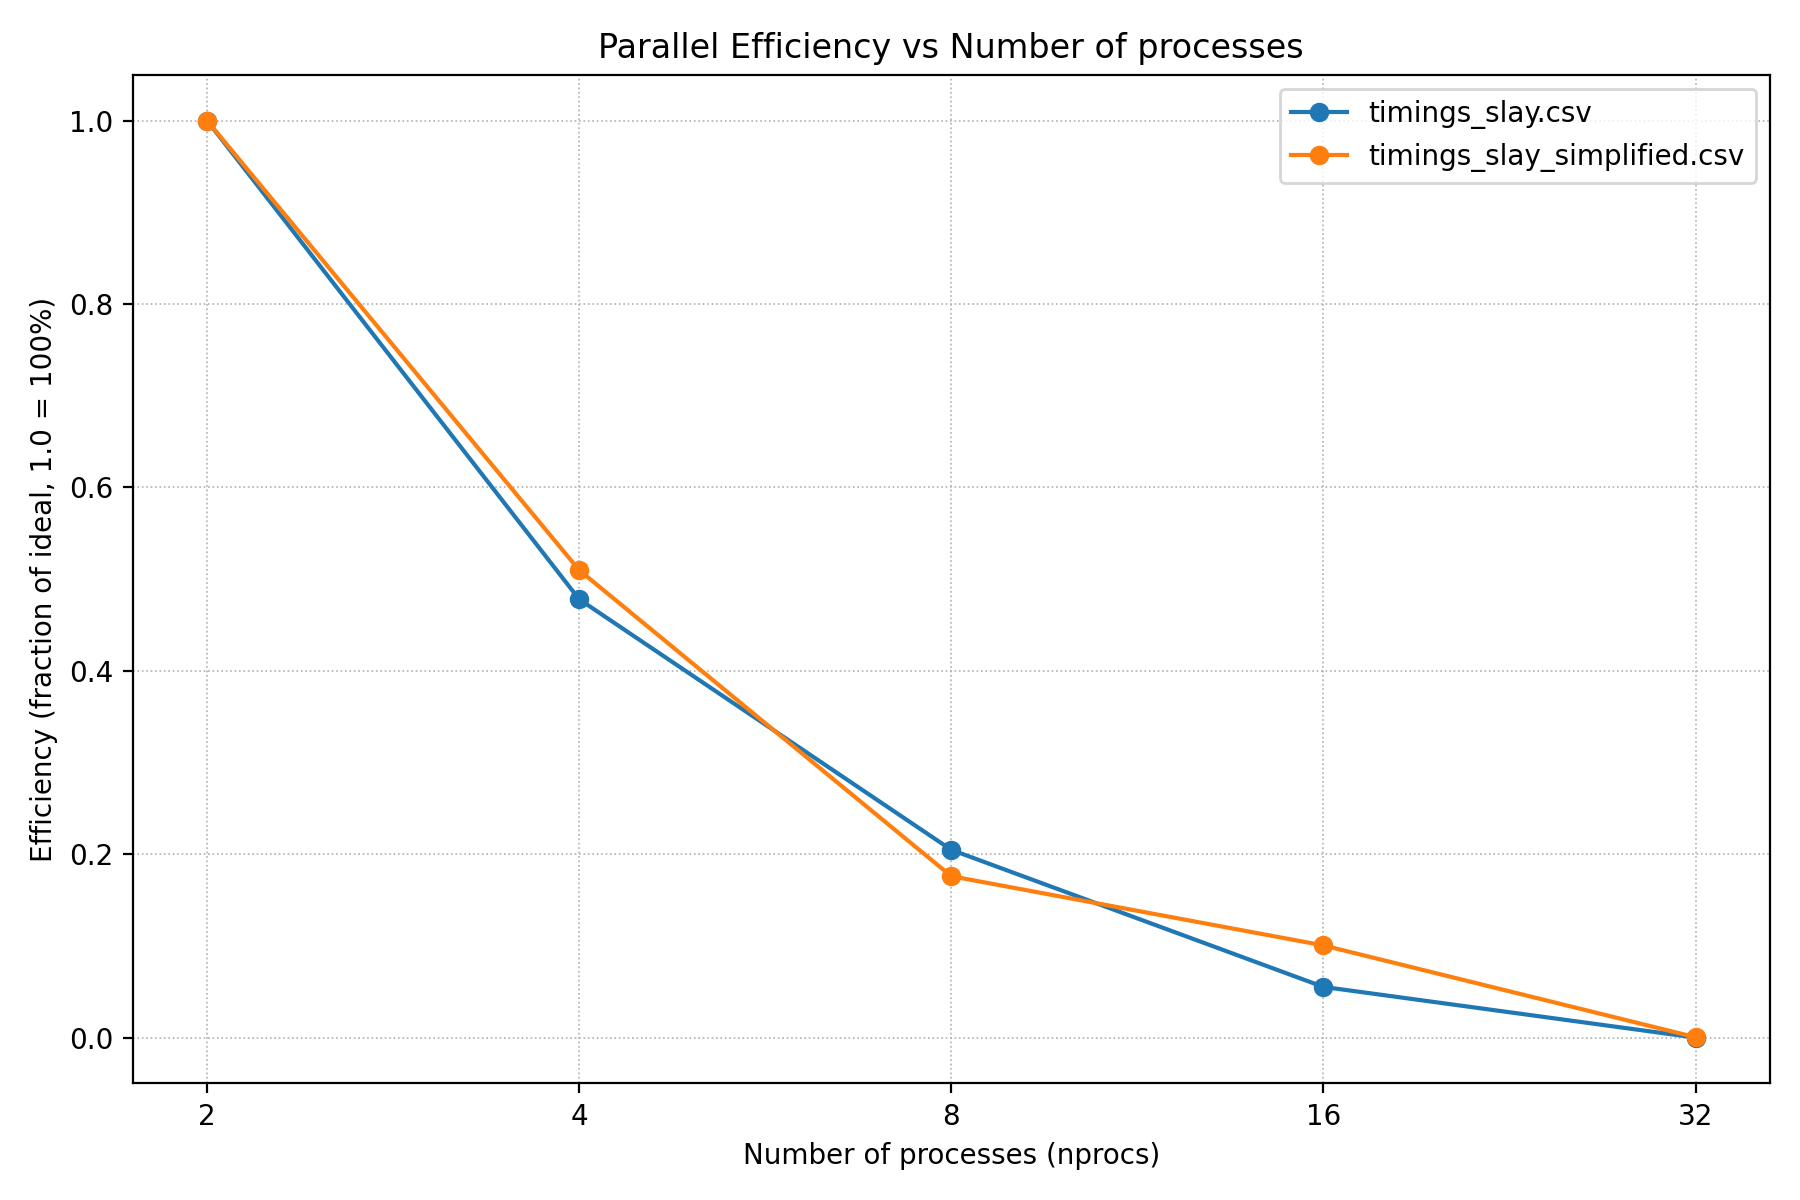 Parallel Efficiency vs Number of processes
timings_slay.csv
timings_slay_simplified.csv
Efficiency (fraction of ideal, 1.0 = 100%)
1.0
0.8
0.6
0.4
0.2
0.0
2 4 8 16 32
Number of processes (nprocs)